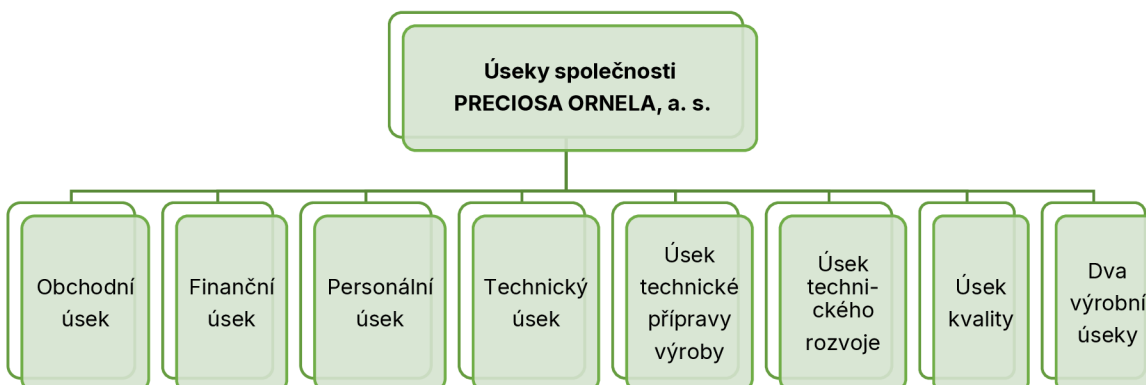 Úseky společnosti
PRECIOSA ORNELA, a. s.
Obchodní
úsek
Finanční
úsek
Personální
úsek
Technický
úsek
Úsek
technické
přípravy
výroby
Úsek
techni-
ckého
rozvoje
Úsek
kvality
Dva
výrobní
úseky